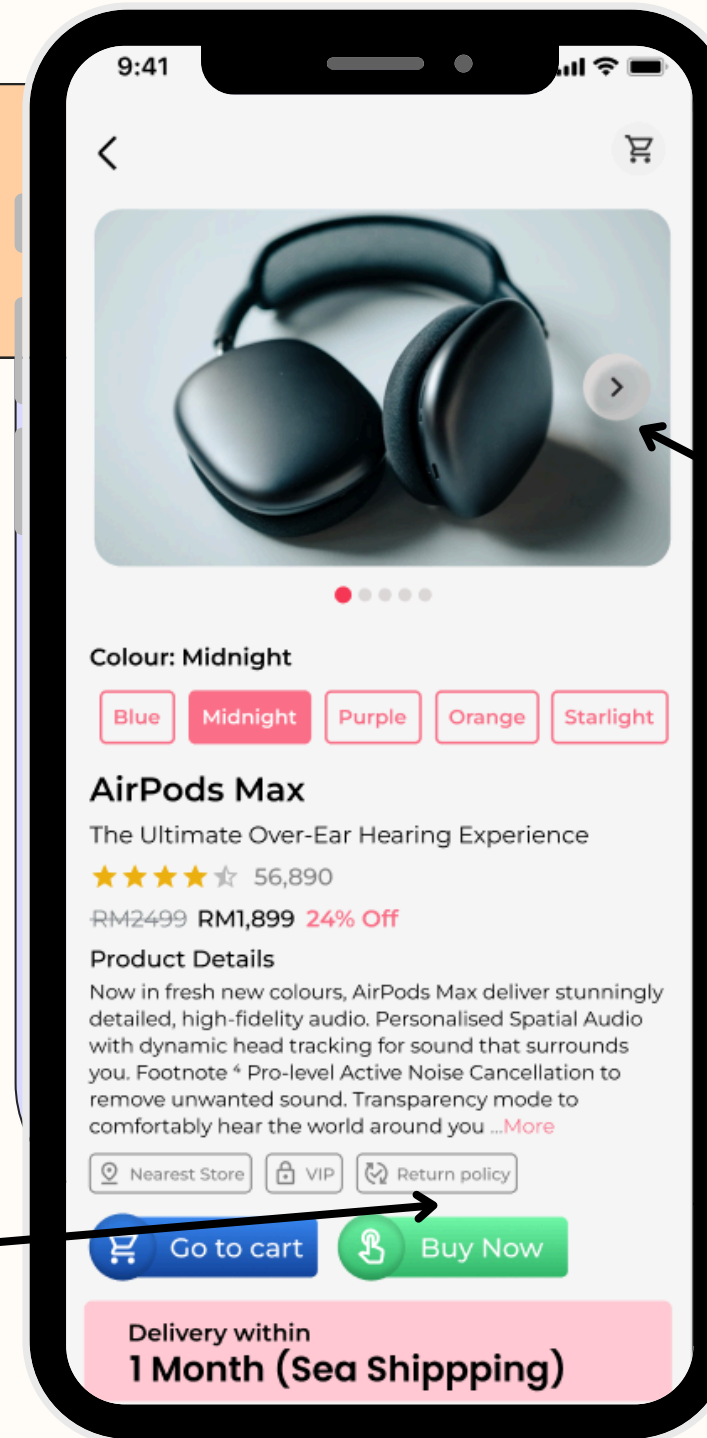 9:41
Colour: Midnight
Blue Midnight Purple Orange Starlight
AirPods Max
The Ultimate Over-Ear Hearing Experience
56,890
RM2499 RM1,899 24% Off
Product Details
Now in fresh new colours, AirPods Max deliver stunningly
detailed, high-fidelity audio. Personalised Spatial Audio
with dynamic head tracking for sound that surrounds
you. Footnote ⁴ Pro-level Active Noise Cancellation to
remove unwanted sound. Transparency mode to
comfortably hear the world around you ...More
Nearest Store VIP Return policy
Go to cart Buy Now
Delivery within
1 Month (Sea Shippping)